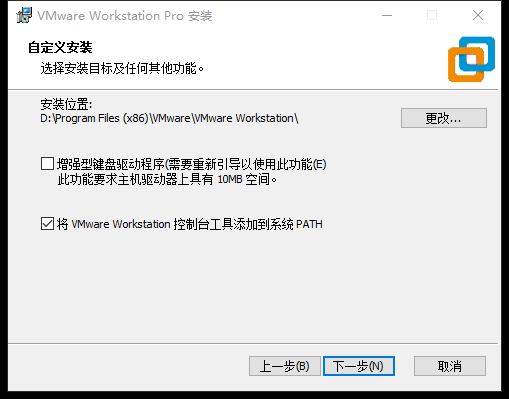 VMware Workstation Pro 安装
自定义安装
选择安装目标及任何其他功能。
安装位置:
D:\Program Files (x86)\VMware\VMware Workstation\
更改...
增强型键盘驱动程序(需要重新引导以使用此功能(E)
此功能要求主机驱动器上具有 10MB 空间。
将 VMware Workstation 控制台工具添加到系统 PATH
上一步(B)
下一步(N)
取消